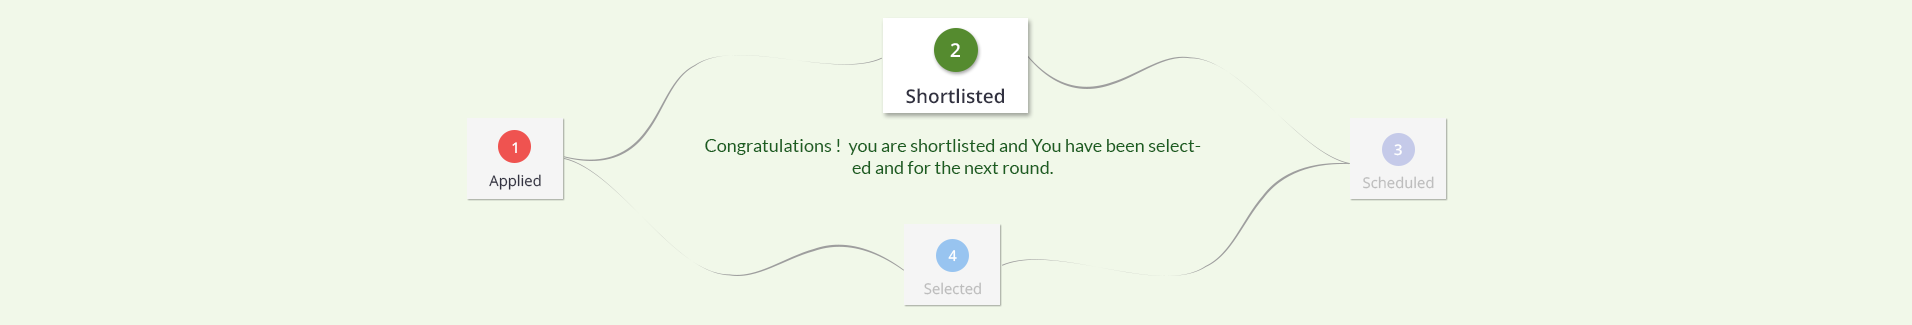 2
Shortlisted
1
Applied
Congratulations !  you are shortlisted and You have been select-
ed and for the next round.
3
Scheduled
4
Selected